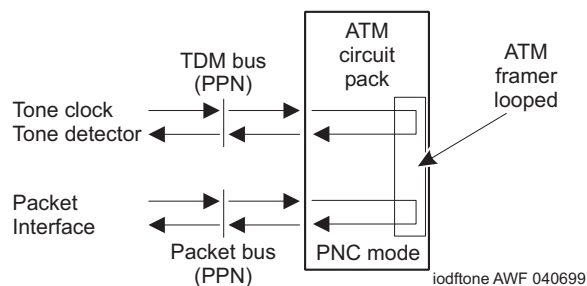 ATM
circuit
pack
TDM bus
(PPN)
ATM
framer
looped
Tone clock
Tone detector
Packet
Interface
Packet bus
(PPN)
PNC mode
iodftone AWF 040699